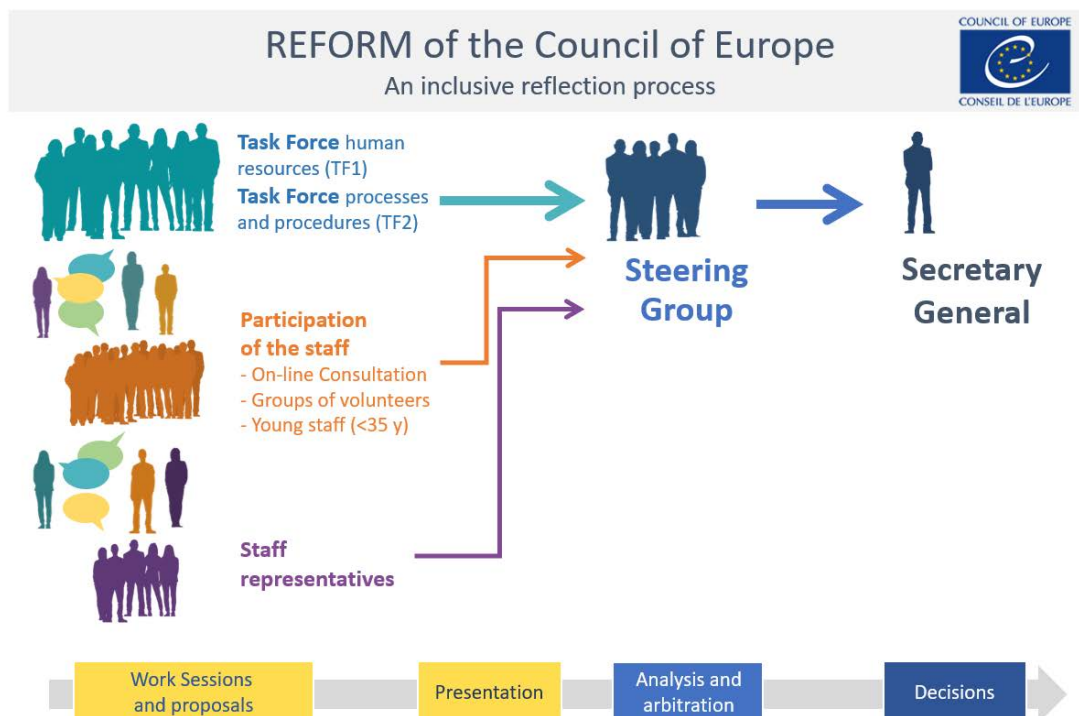 REFORM of the Council of Europe
An inclusive reflection process
COUNCIL OF EUROPE
CONSEIL DE L'EUROPE
Task Force human
resources (TF1)
Task Force processes
and procedures (TF2)
Participation
of the staff
- On-line Consultation
- Groups of volunteers
- Young staff (<35 y)
Staff
representatives
Steering
Group
Secretary
General
Work Sessions
and proposals
Presentation
Analysis and
arbitration
Decisions